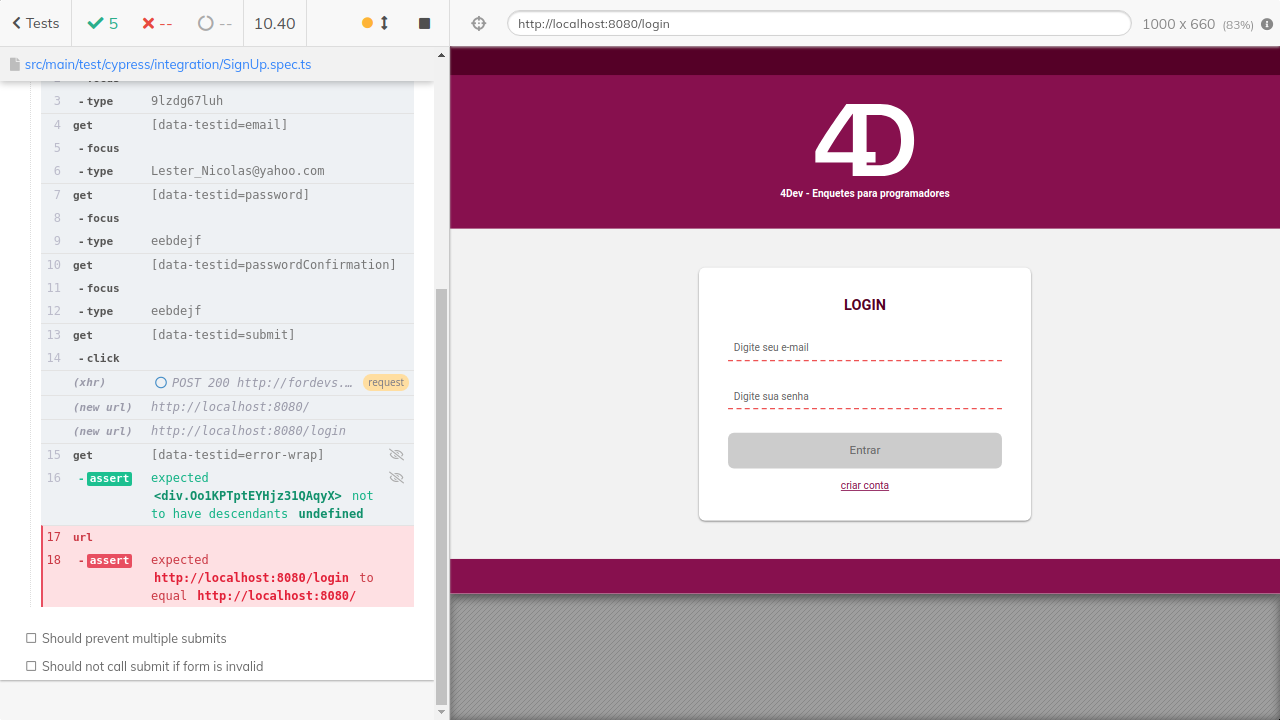 Tests
5
--
--
10.40
http://localhost:8080/login
1000 x 660 (83%)
src/main/test/cypress/integration/SignUp.spec.ts
3 - type 9lzdg67luh
4 get [data-testid=email]
5 - focus
6 - type Lester_Nicolas@yahoo.com
7 get [data-testid=password]
8 - focus
9 - type eebdejf
10 get [data-testid=passwordConfirmation]
11 - focus
12 - type eebdejf
13 get [data-testid=submit]
14 - click
(xhr) POST 200 http://fordevs.… request
(new url) http://localhost:8080/
(new url) http://localhost:8080/login
15 get [data-testid=error-wrap]
16 - assert expected
<div.Oo1KPTptEYHjz31QAqyX> not
to have descendants undefined
17 url
18 - assert expected
http://localhost:8080/login to
equal http://localhost:8080/
Should prevent multiple submits
Should not call submit if form is invalid
4D
4Dev - Enquetes para programadores
LOGIN
Digite seu e-mail
Digite sua senha
Entrar
criar conta